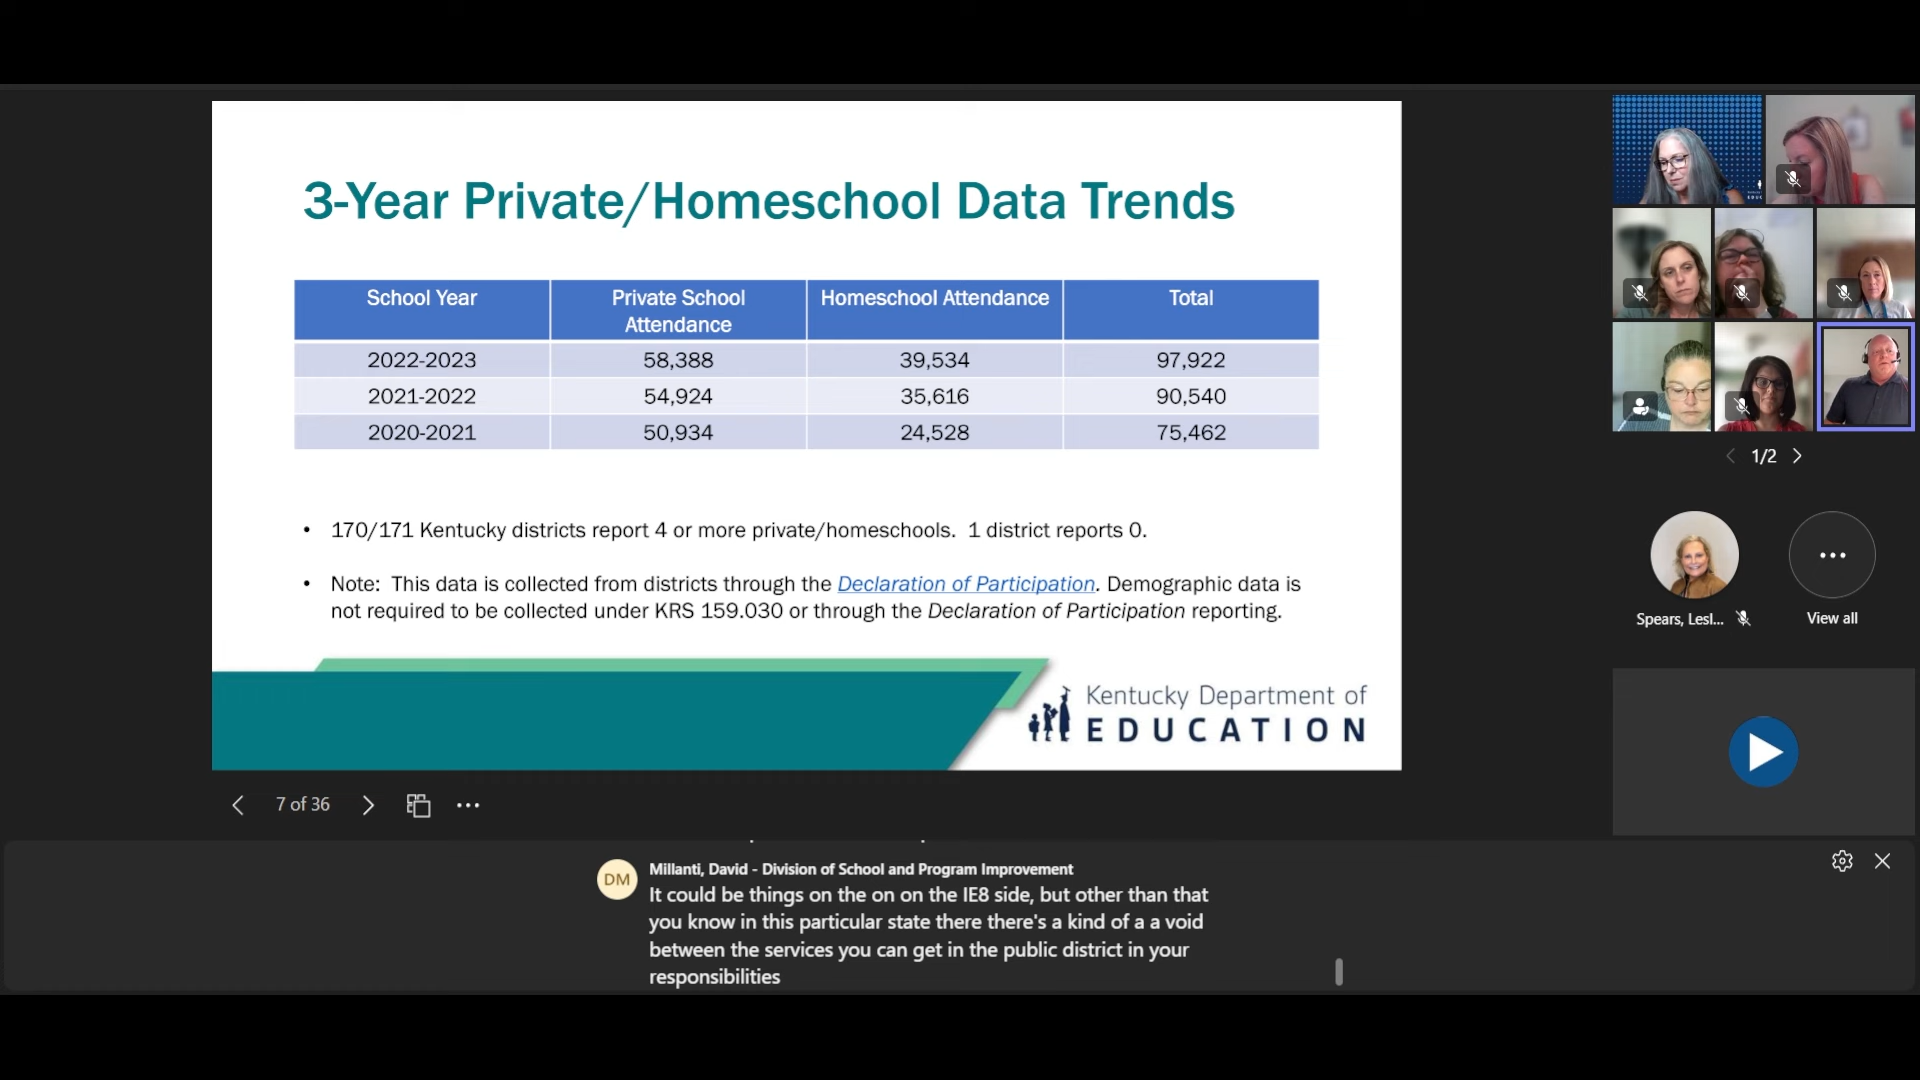 3-Year Private/Homeschool Data Trends
School Year Private School Attendance Homeschool Attendance Total
2022-2023 58,388 39,534 97,922
2021-2022 54,924 35,616 90,540
2020-2021 50,934 24,528 75,462
• 170/171 Kentucky districts report 4 or more private/homeschools. 1 district reports 0.
• Note: This data is collected from districts through the Declaration of Participation. Demographic data is
not required to be collected under KRS 159.030 or through the Declaration of Participation reporting.
Kentucky Department of
EDUCATION
7 of 36
1/2
Spears, Lesl...
View all
DM
Millanti, David - Division of School and Program Improvement
It could be things on the on on the IE8 side, but other than that
you know in this particular state there there's a kind of a a void
between the services you can get in the public district in your
responsibilities